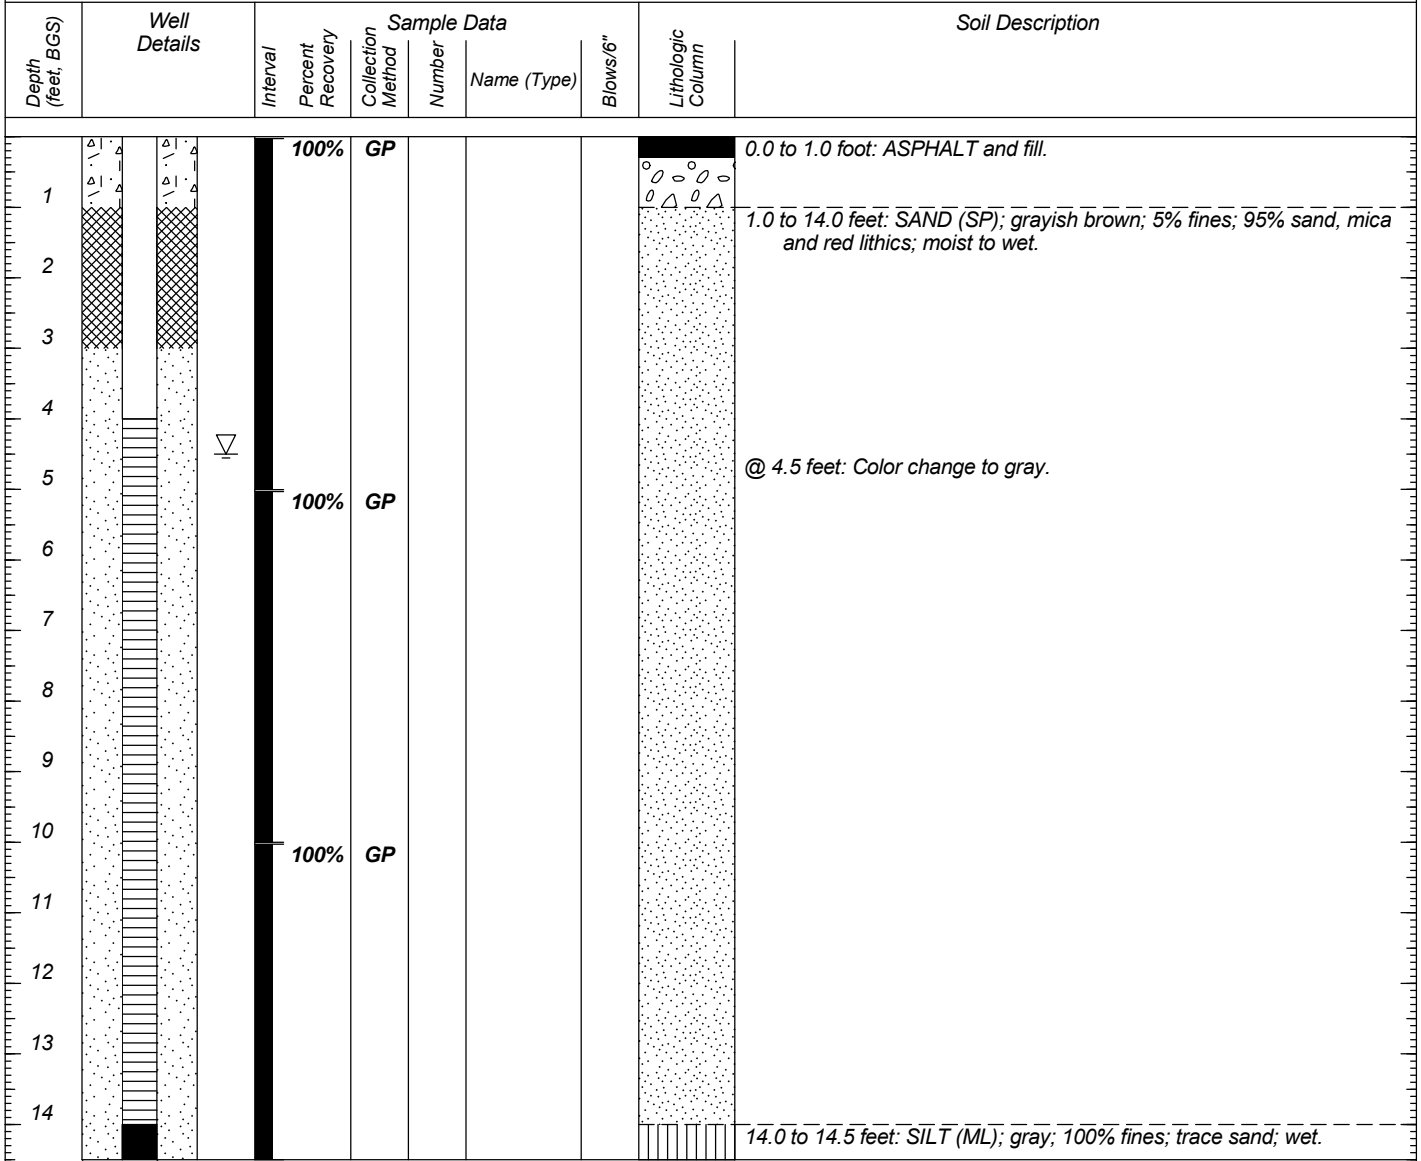 Depth
(feet, BGS)
Well
Details
Sample Data
Interval
Percent
Recovery
Collection
Method
Number
Name (Type)
Blows/6"
Lithologic
Column
Soil Description
100% GP
0.0 to 1.0 foot: ASPHALT and fill.
1
1.0 to 14.0 feet: SAND (SP); grayish brown; 5% fines; 95% sand, mica
and red lithics; moist to wet.
2
3
4
@ 4.5 feet: Color change to gray.
5
100% GP
6
7
8
9
10
100% GP
11
12
13
14
14.0 to 14.5 feet: SILT (ML); gray; 100% fines; trace sand; wet.